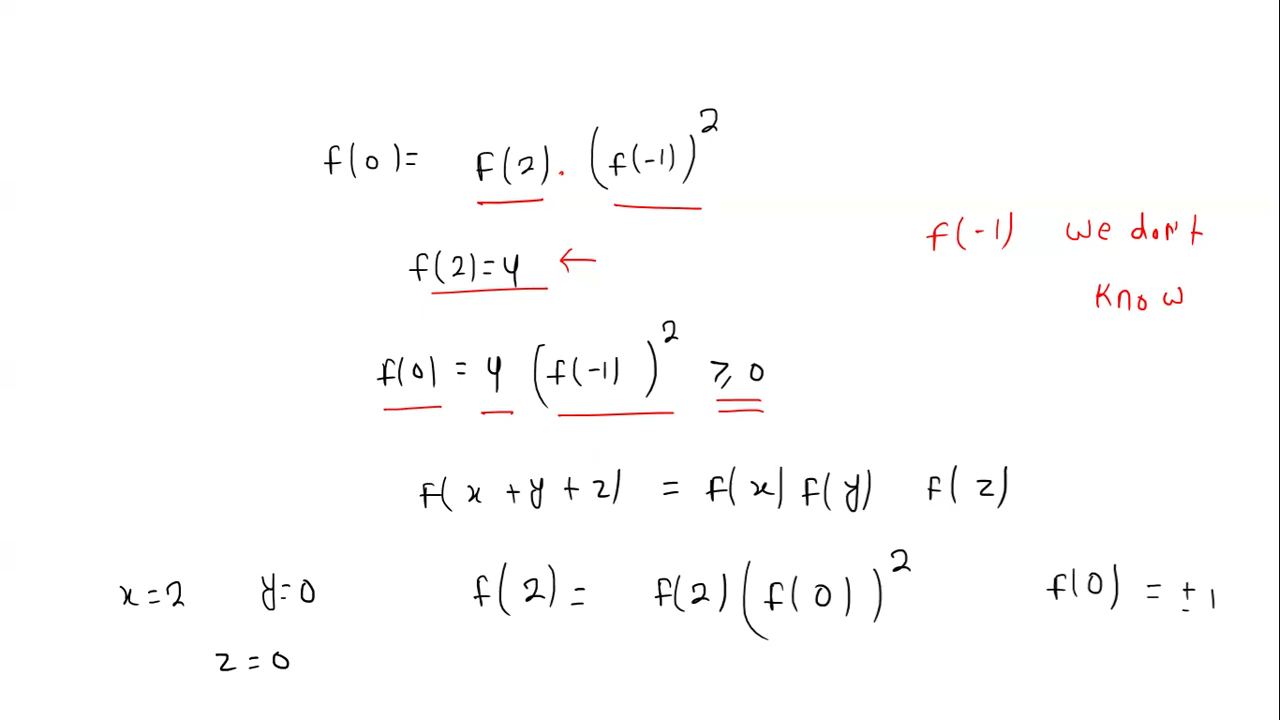 f(0) = f(2) . (f(-1))²
f(-1) we don't
know
f(2) = 4 ←
f(0) = 4 (f(-1))² ⩾ 0
f(x + y + z) = f(x) f(y) f(z)
x = 2 y = 0 f(2) = f(2) (f(0))² f(0) = ± 1
z = 0